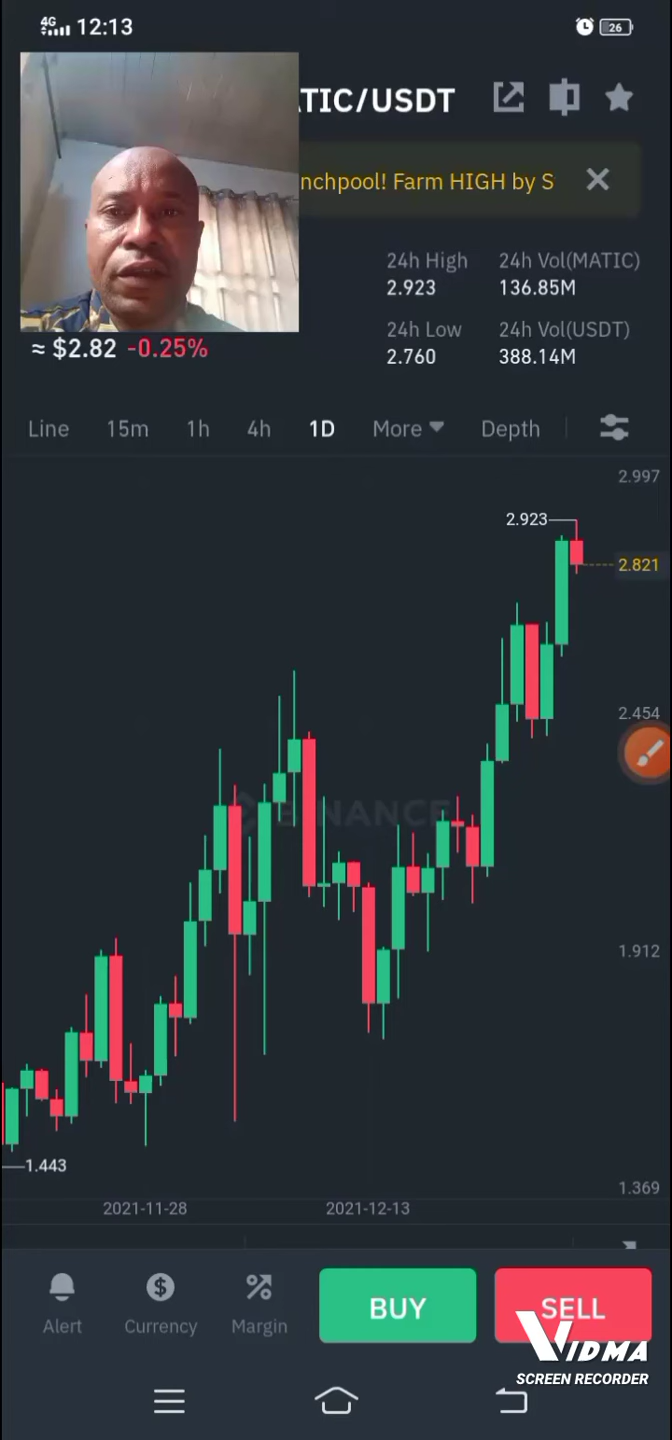 4G 12:13 26
TIC/USDT
nchpool! Farm HIGH by S
24h High 24h Vol(MATIC)
2.923 136.85M
24h Low 24h Vol(USDT)
2.760 388.14M
≈ $2.82 -0.25%
Line 15m 1h 4h 1D More Depth
2.997
2.923
2.821
2.454
BINANCE
1.912
1.443
1.369
2021-11-28 2021-12-13
Alert Currency Margin BUY SELL
VIDMA
SCREEN RECORDER